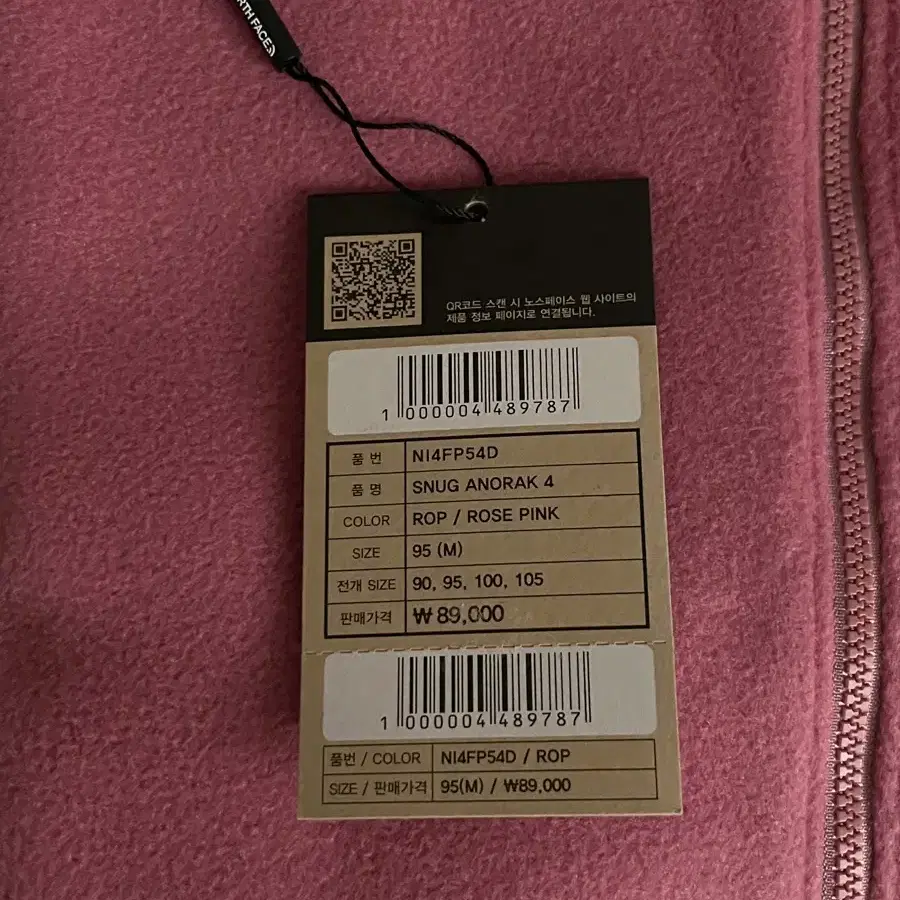 RTH FACE
QR코드 스캔 시 노스페이스 웹 사이트의
제품 정보 페이지로 연결됩니다.
1 000004 489787
품 번 NI4FP54D
품 명 SNUG ANORAK 4
COLOR ROP / ROSE PINK
SIZE 95 (M)
전개 SIZE 90, 95, 100, 105
판매가격 ₩ 89,000
1 000004 489787
품번 / COLOR NI4FP54D / ROP
SIZE / 판매가격 95(M) / ₩89,000